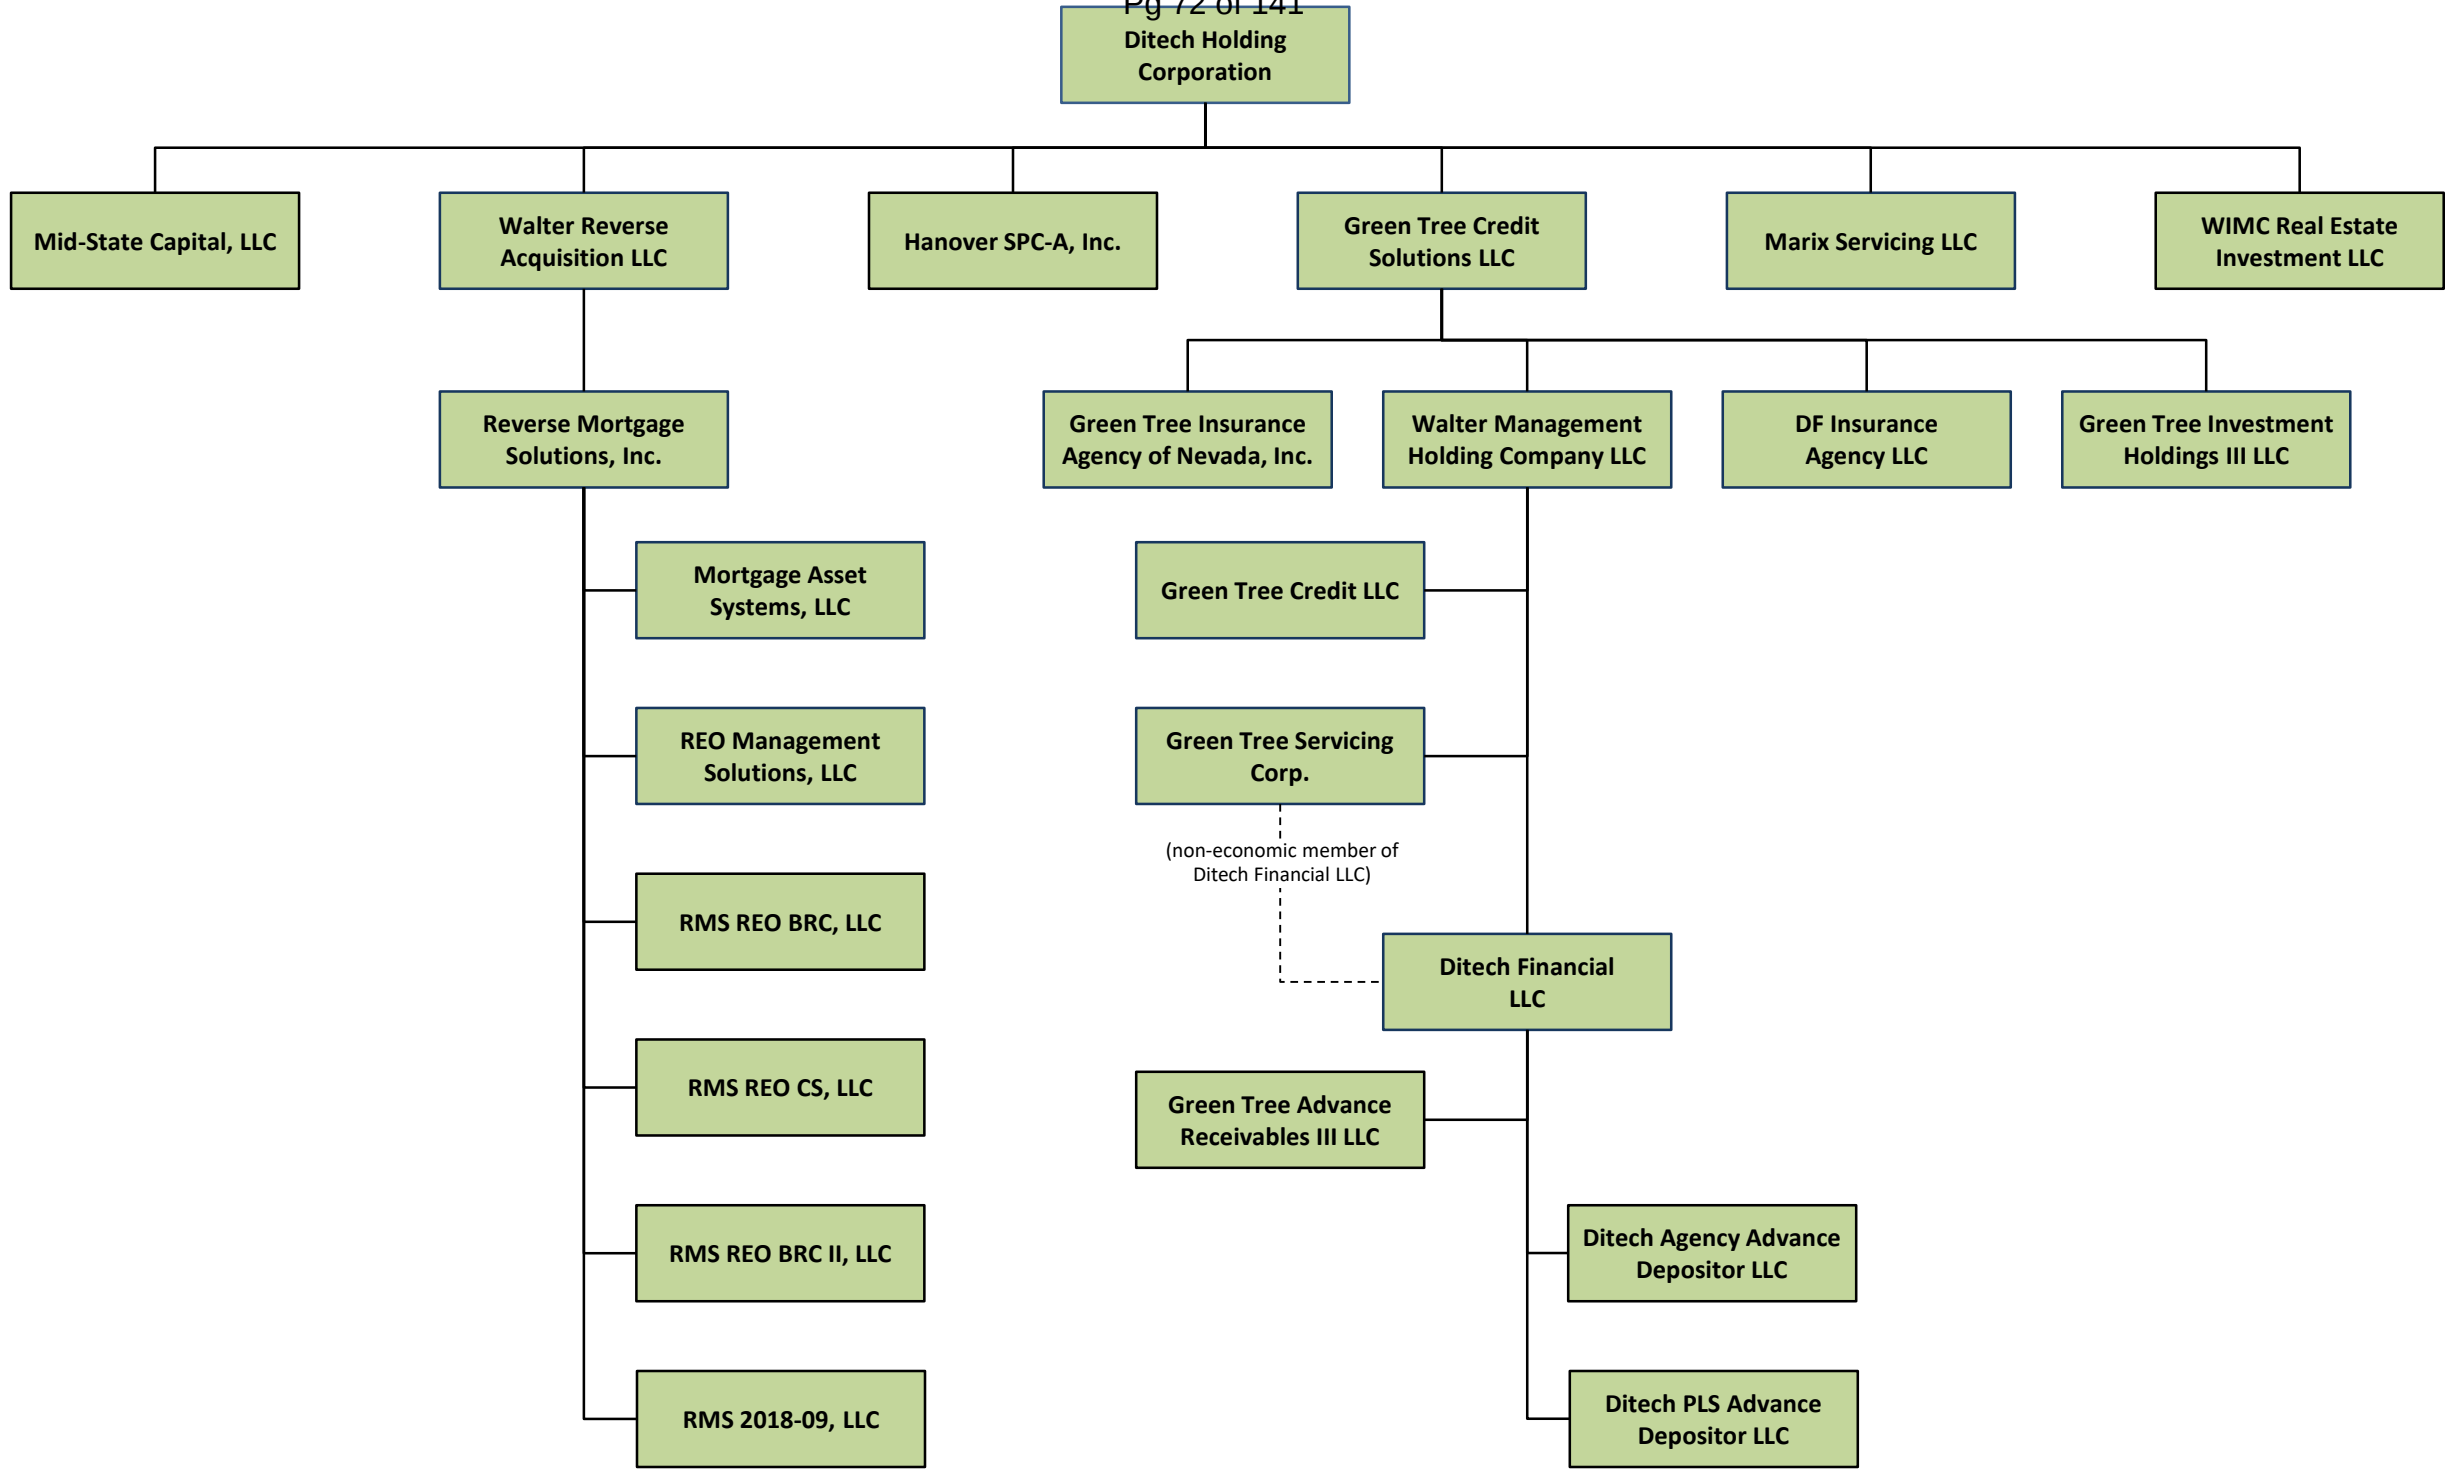 Pg 72 of 141
Ditech Holding
Corporation
Mid-State Capital, LLC
Walter Reverse
Acquisition LLC
Hanover SPC-A, Inc.
Green Tree Credit
Solutions LLC
Marix Servicing LLC
WIMC Real Estate
Investment LLC
Reverse Mortgage
Solutions, Inc.
Green Tree Insurance
Agency of Nevada, Inc.
Walter Management
Holding Company LLC
DF Insurance
Agency LLC
Green Tree Investment
Holdings III LLC
Mortgage Asset
Systems, LLC
Green Tree Credit LLC
REO Management
Solutions, LLC
Green Tree Servicing
Corp.
(non-economic member of
Ditech Financial LLC)
RMS REO BRC, LLC
Ditech Financial
LLC
RMS REO CS, LLC
Green Tree Advance
Receivables III LLC
RMS REO BRC II, LLC
Ditech Agency Advance
Depositor LLC
RMS 2018-09, LLC
Ditech PLS Advance
Depositor LLC